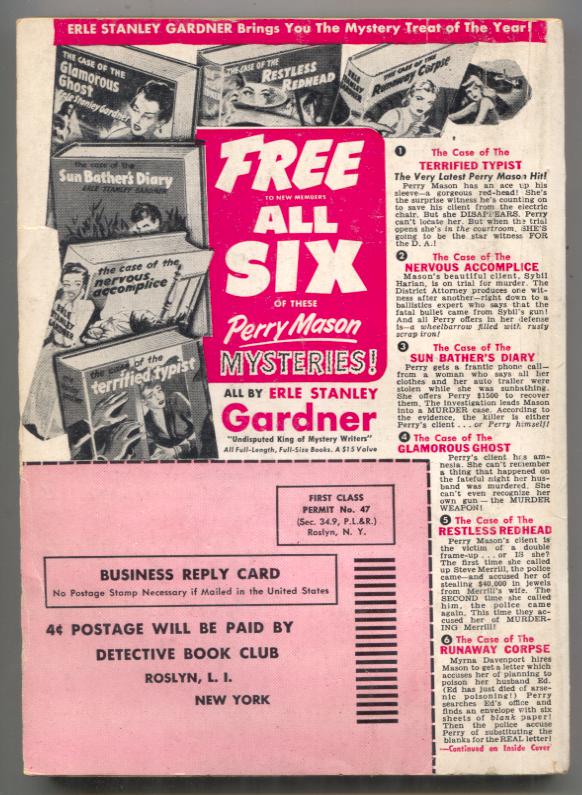 ERLE STANLEY GARDNER Brings You The Mystery Treat of The Year!
THE CASE OF THE
Glamorous
Ghost
Erle Stanley Gardner
THE CASE OF THE
RESTLESS
REDHEAD
THE CASE OF THE
Runaway Corpse
ERLE
STANLEY
GARDNER
the case of the
Sun Bather's Diary
ERLE STANLEY GARDNER
the case of the
nervous
accomplice
ERLE
STANLEY
GARDNER
the case of the
terrified typist
FREE
TO NEW MEMBERS
ALL
SIX
OF THESE
Perry Mason
MYSTERIES!
ALL BY ERLE STANLEY
Gardner
"Undisputed King of Mystery Writers"
All Full-Length, Full-Size Books. A $15 Value
1 The Case of The
TERRIFIED TYPIST
The Very Latest Perry Mason Hit!
Perry Mason has an ace up his
sleeve—a gorgeous red-head! She's
the surprise witness he's counting on
to save his client from the electric
chair. But she DISAPPEARS. Perry
can't locate her. But when the trial
opens she's in the courtroom. SHE'S
going to be the star witness FOR
the D. A.!
2 The Case of The
NERVOUS ACCOMPLICE
Mason's beautiful client, Sybil
Harlan, is on trial for murder. The
District Attorney produces one wit-
ness after another—right down to a
ballistics expert who says that the
fatal bullet came from Sybil's gun!
And all Perry offers in her defense
is—a wheelbarrow filled with rusty
scrap iron!
3 The Case of The
SUN BATHER'S DIARY
Perry gets a frantic phone call—
from a woman who says all her
clothes and her auto trailer were
stolen while she was sunbathing.
She offers Perry $1500 to recover
them. The investigation leads Mason
into a MURDER case. According to
the evidence, the killer is either
Perry's client . . . or Perry himself!
4 The Case of The
GLAMOROUS GHOST
Perry's client has am-
nesia. She can't remember
a thing that happened on
the fateful night her hus-
band was murdered. She
can't even recognize her
own gun—the MURDER
WEAPON!
5 The Case of The
RESTLESS REDHEAD
Perry Mason's client is
the victim of a double
frame-up . . . or IS she?
The first time she called
up Steve Merrill, the police
came—and accused her of
stealing $40,000 in jewels
from Merrill's wife. The
SECOND time she called
him, the police came
again. This time they ac-
cused her of MURDER-
ING Merrill!
6 The Case of The
RUNAWAY CORPSE
Myrna Davenport hires
Mason to get a letter which
accuses her of planning to
poison her husband Ed.
(Ed has just died of arse-
nic poisoning!) Perry
searches Ed's office and
finds an envelope with six
sheets of blank paper!
Then the police accuse
Perry of substituting the
blanks for the REAL letter!
—Continued on Inside Cover
FIRST CLASS
PERMIT No. 47
(Sec. 34.9, P.L.&R.)
Roslyn, N. Y.
BUSINESS REPLY CARD
No Postage Stamp Necessary if Mailed in the United States
4¢ POSTAGE WILL BE PAID BY
DETECTIVE BOOK CLUB
ROSLYN, L. I.
NEW YORK